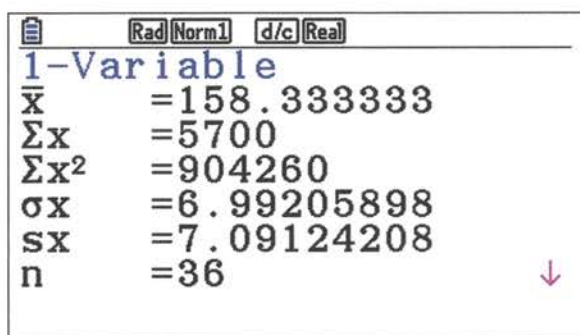 Rad Norm1 d/c Real
1-Variable
x̅ =158.333333
Σx =5700
Σx² =904260
σx =6.99205898
sx =7.09124208
n =36 ↓